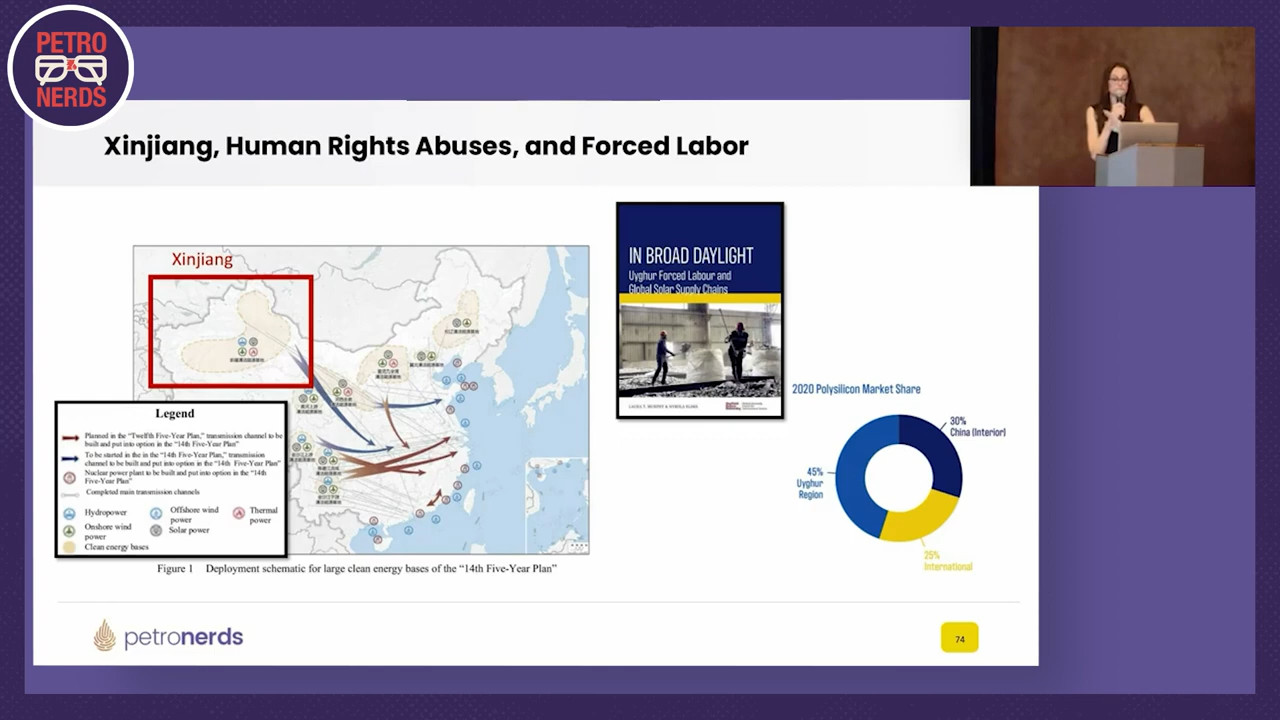 PETRO
NERDS
Xinjiang, Human Rights Abuses, and Forced Labor
Xinjiang
Legend
Planned in the "Twelfth Five-Year Plan," transmission channel to be
built and put into option in the "14th Five-Year Plan"
To be started in the in the "14th Five-Year Plan," transmission
channel to be built and put into option in the "14th Five-Year Plan"
Nuclear power plant to be built and put into option in the "14th
Five-Year Plan"
Completed main transmission channels
Hydropower
Offshore wind
power
Thermal
power
Onshore wind
power
Solar power
Clean energy bases
Figure 1 Deployment schematic for large clean energy bases of the "14th Five-Year Plan"
IN BROAD DAYLIGHT
Uyghur Forced Labour and
Global Solar Supply Chains
2020 Polysilicon Market Share
30%
China (Interior)
45%
Uyghur
Region
25%
International
petronerds
74